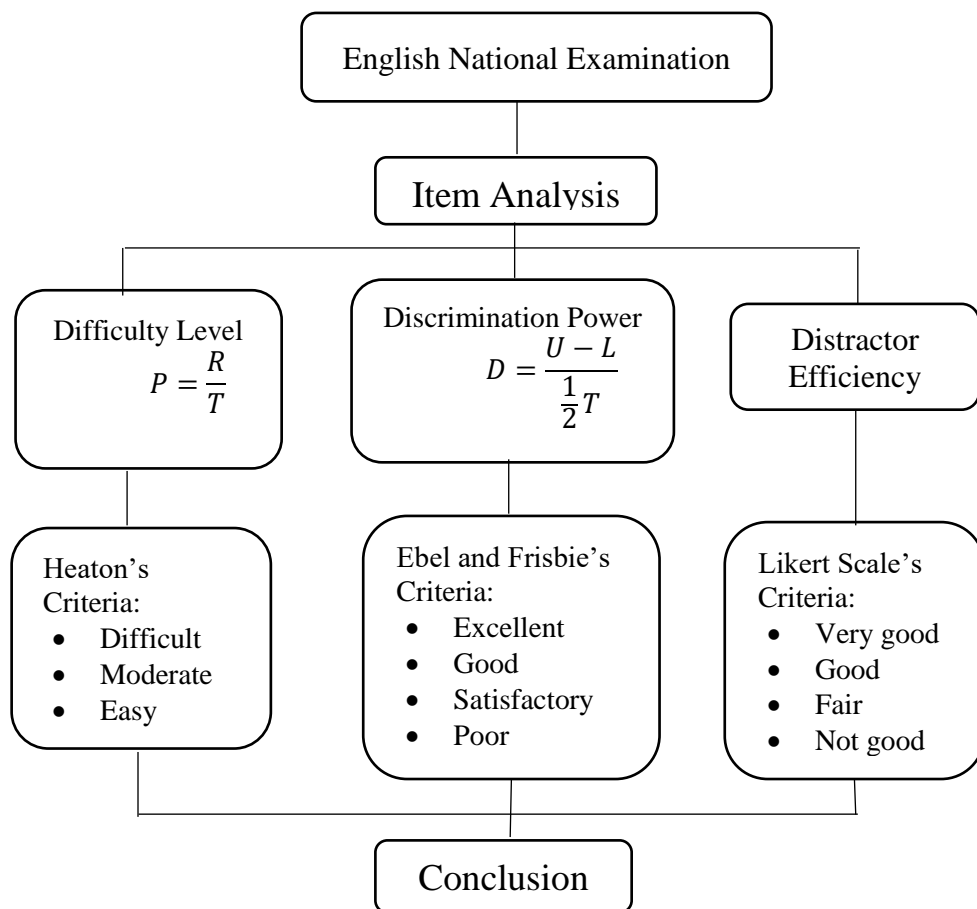 English National Examination
Item Analysis
Difficulty Level
P = R/T
Discrimination Power
D = (U − L)/(1/2 T)
Distractor
Efficiency
Heaton's
Criteria:
• Difficult
• Moderate
• Easy
Ebel and Frisbie's
Criteria:
• Excellent
• Good
• Satisfactory
• Poor
Likert Scale's
Criteria:
• Very good
• Good
• Fair
• Not good
Conclusion